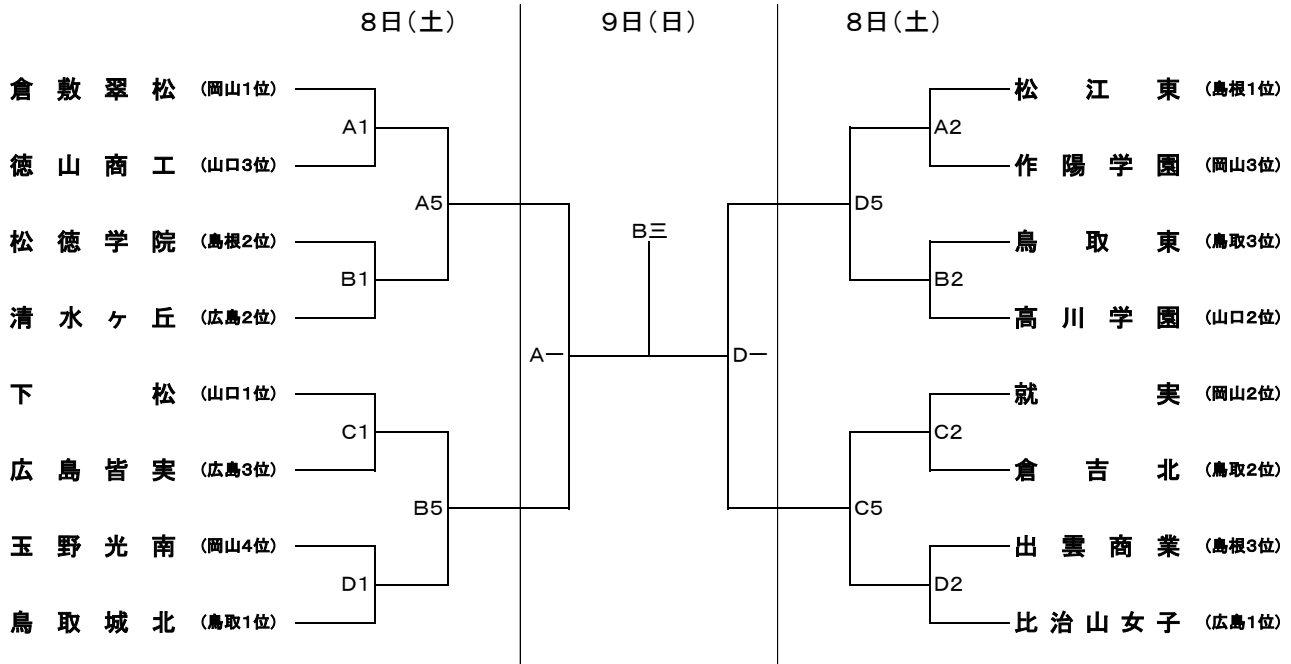 8日(土) 9日(日) 8日(土)
倉敷翠松 (岡山1位) 松江東 (島根1位)
A1 A2
徳山商工 (山口3位) 作陽学園 (岡山3位)
A5 D5
B三
松徳学院 (島根2位) 鳥取東 (鳥取3位)
B1 B2
清水ヶ丘 (広島2位) 高川学園 (山口2位)
A一 D一
下松 (山口1位) 就実 (岡山2位)
C1 C2
広島皆実 (広島3位) 倉吉北 (鳥取2位)
B5 C5
玉野光南 (岡山4位) 出雲商業 (島根3位)
D1 D2
鳥取城北 (鳥取1位) 比治山女子 (広島1位)